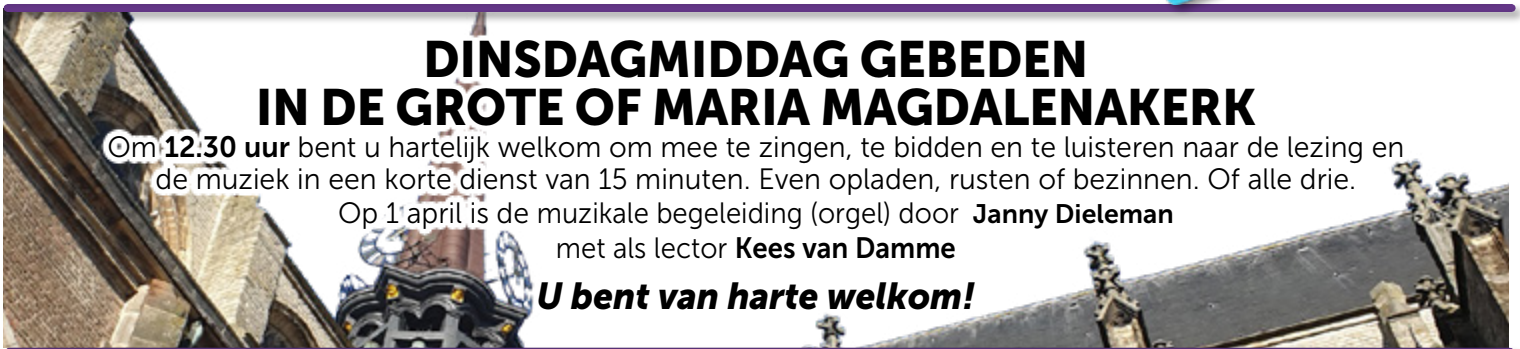 DINSDAGMIDDAG GEBEDEN
IN DE GROTE OF MARIA MAGDALENAKERK
Om 12.30 uur bent u hartelijk welkom om mee te zingen, te bidden en te luisteren naar de lezing en
de muziek in een korte dienst van 15 minuten. Even opladen, rusten of bezinnen. Of alle drie.
Op 1 april is de muzikale begeleiding (orgel) door Janny Dieleman
met als lector Kees van Damme
U bent van harte welkom!